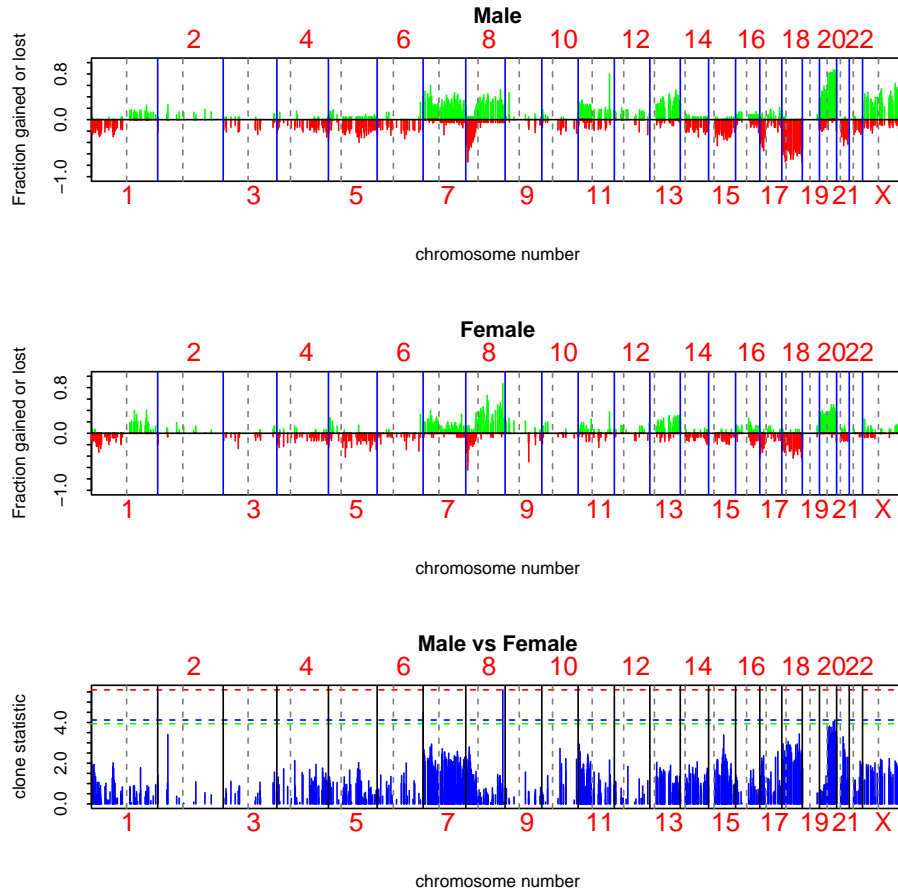 Male
2 4 6 8 10 12 14 16 18 20 22
Fraction gained or lost
0.8
0.0
−1.0
1 3 5 7 9 11 13 15 17 19 21 X
chromosome number
Female
2 4 6 8 10 12 14 16 18 20 22
Fraction gained or lost
0.8
0.0
−1.0
1 3 5 7 9 11 13 15 17 19 21 X
chromosome number
Male vs Female
2 4 6 8 10 12 14 16 18 20 22
clone statistic
4.0
2.0
0.0
1 3 5 7 9 11 13 15 17 19 21 X
chromosome number